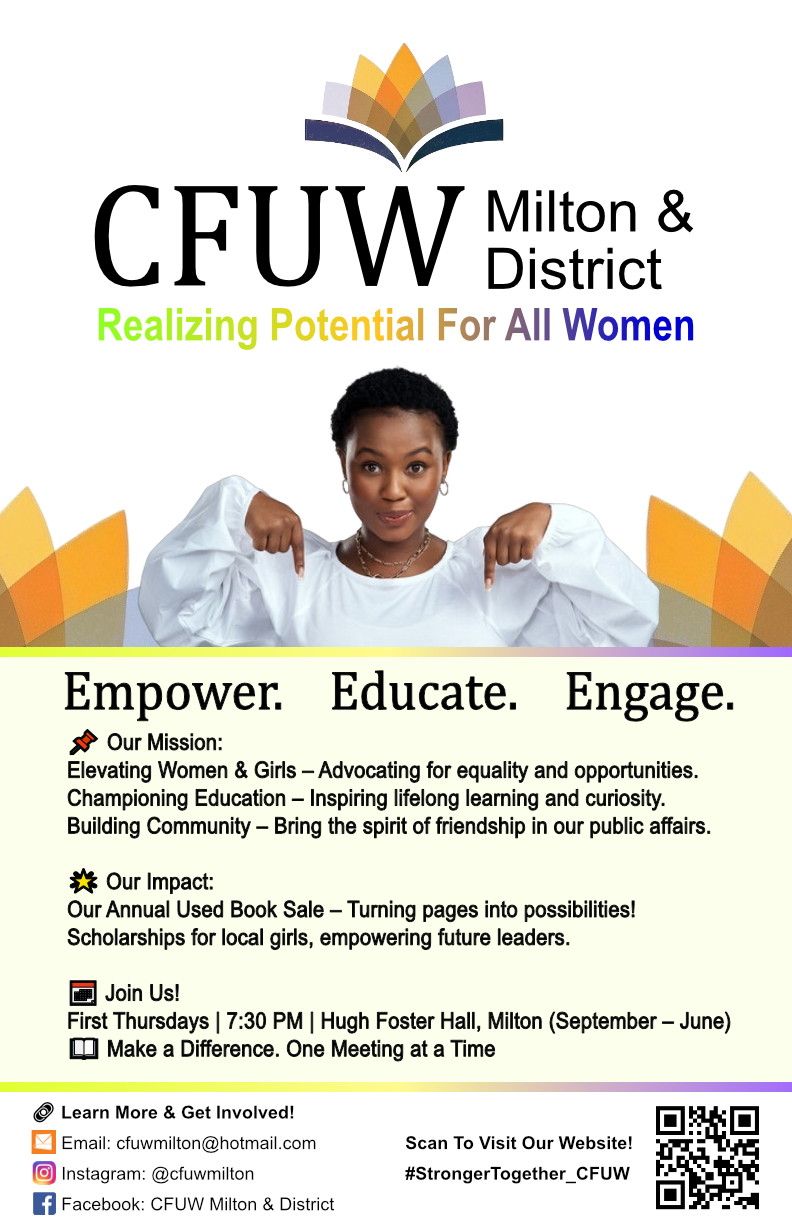 CFUW Milton & District
Realizing Potential For All Women
Empower. Educate. Engage.
Our Mission:
Elevating Women & Girls – Advocating for equality and opportunities.
Championing Education – Inspiring lifelong learning and curiosity.
Building Community – Bring the spirit of friendship in our public affairs.
Our Impact:
Our Annual Used Book Sale – Turning pages into possibilities!
Scholarships for local girls, empowering future leaders.
Join Us!
First Thursdays | 7:30 PM | Hugh Foster Hall, Milton (September – June)
Make a Difference. One Meeting at a Time
Learn More & Get Involved!
Email: cfuwmilton@hotmail.com
Instagram: @cfuwmilton
Facebook: CFUW Milton & District
Scan To Visit Our Website!
#StrongerTogether_CFUW